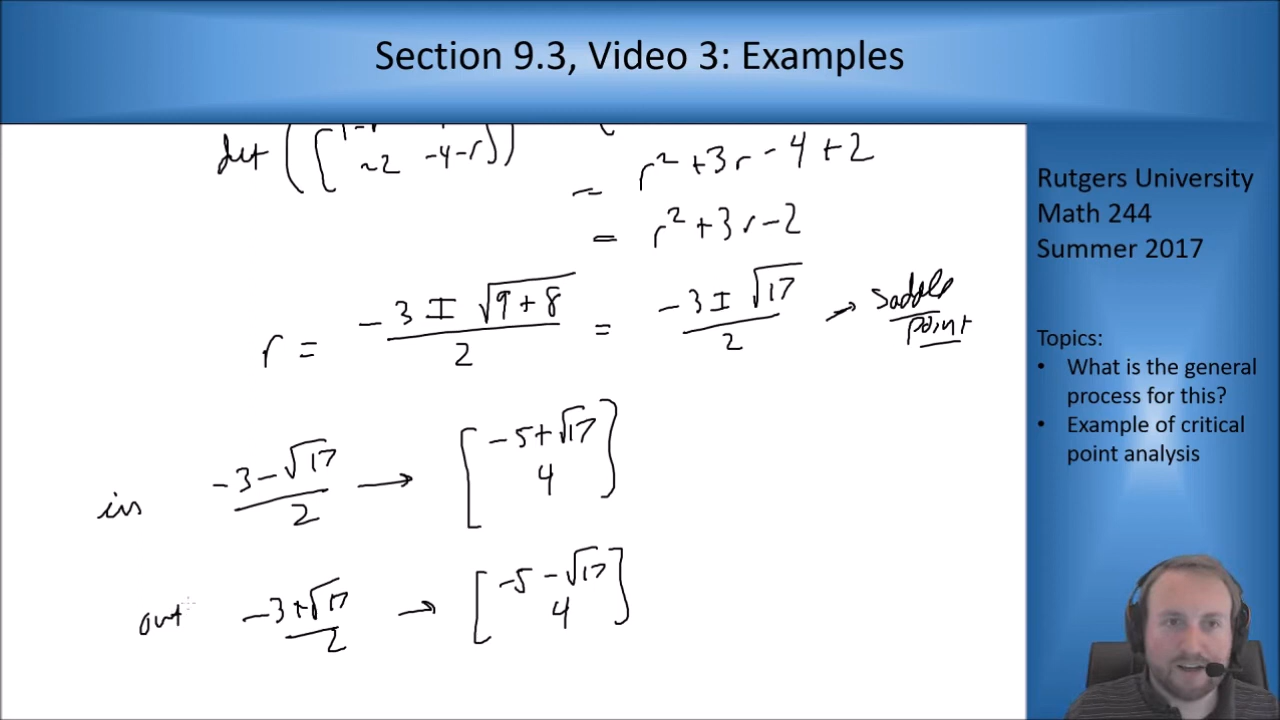 Section 9.3, Video 3: Examples
det ([1-r
-2 -4-r])
= r² + 3r - 4 + 2
= r² + 3r - 2
r = -3 ± √(9+8) / 2 = -3 ± √17 / 2 → saddle point
in -3-√17 / 2 → [-5+√17
4]
out -3+√17 / 2 → [-5-√17
4]
Rutgers University
Math 244
Summer 2017
Topics:
• What is the general
process for this?
• Example of critical
point analysis